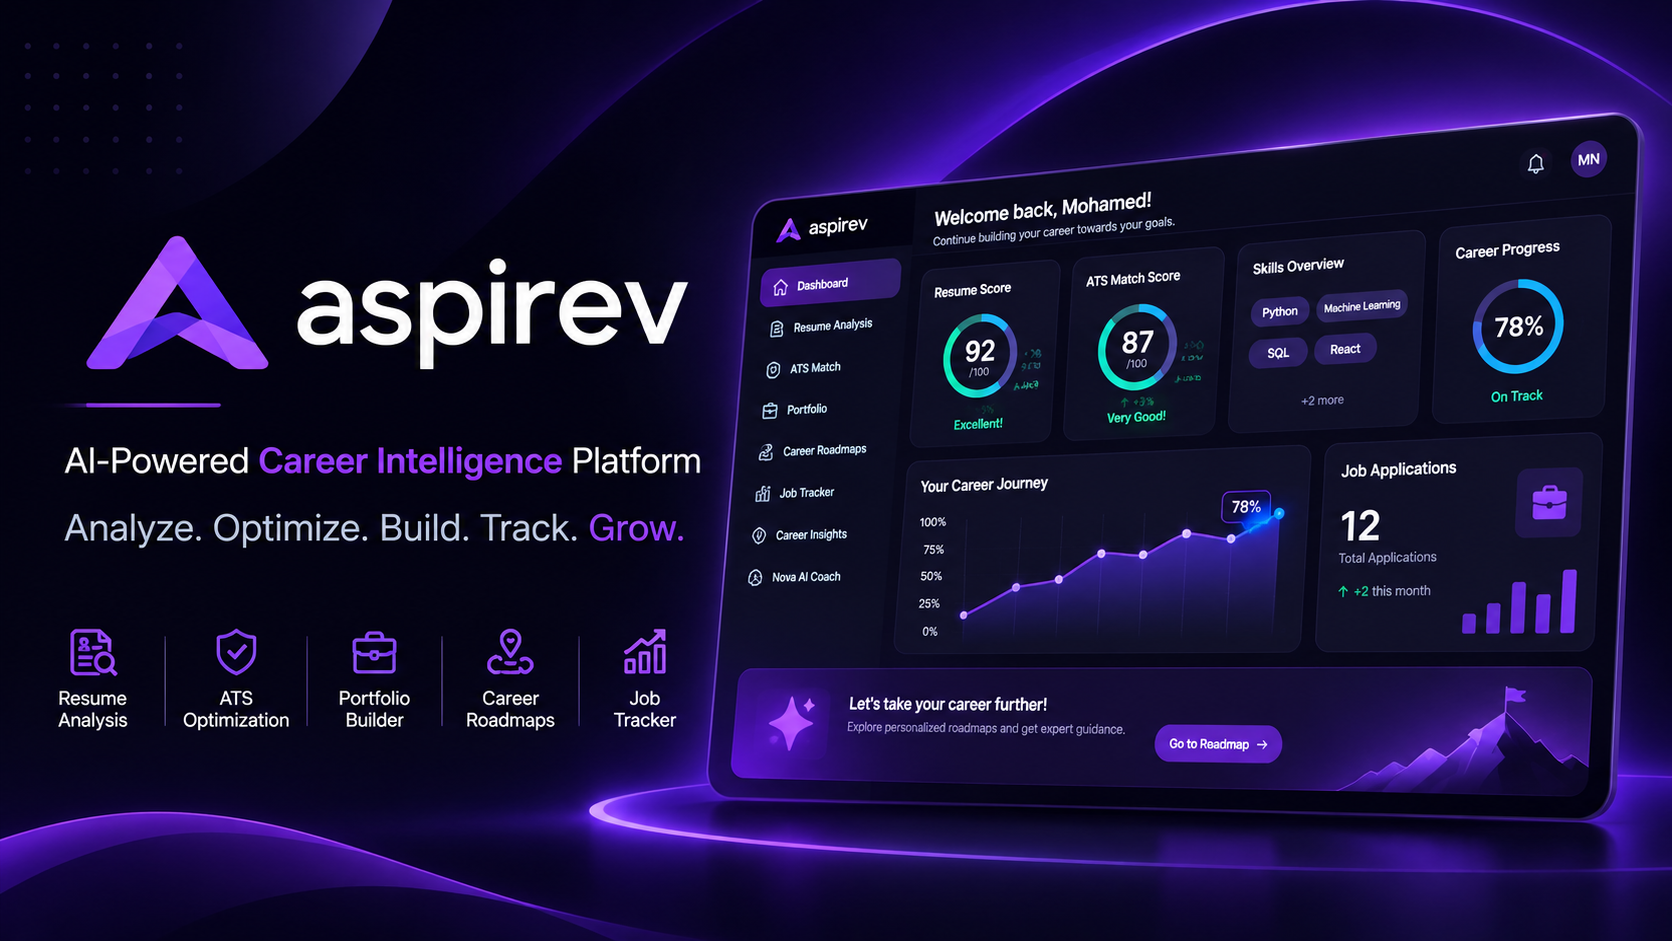 aspirev
AI-Powered Career Intelligence Platform
Analyze. Optimize. Build. Track. Grow.
Resume
Analysis
ATS
Optimization
Portfolio
Builder
Career
Roadmaps
Job
Tracker
aspirev
Welcome back, Mohamed!
Continue building your career towards your goals.
MN
Dashboard
Resume Analysis
ATS Match
Portfolio
Career Roadmaps
Job Tracker
Career Insights
Nova AI Coach
Resume Score
92
/100
Excellent!
ATS Match Score
87
/100
+3%
Very Good!
Skills Overview
Python
Machine Learning
SQL
React
+2 more
Career Progress
78%
On Track
Your Career Journey
100%
75%
50%
25%
0%
78%
Job Applications
12
Total Applications
+2 this month
Let's take your career further!
Explore personalized roadmaps and get expert guidance.
Go to Roadmap